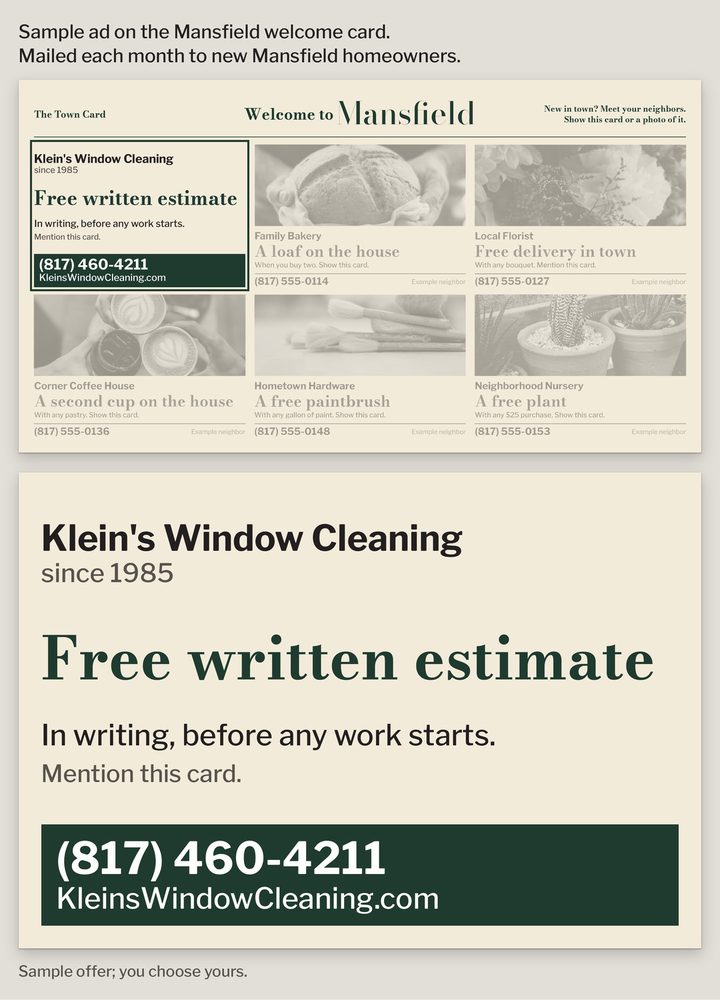 Sample ad on the Mansfield welcome card.
Mailed each month to new Mansfield homeowners.
The Town Card
Welcome to Mansfield
New in town? Meet your neighbors.
Show this card or a photo of it.
Klein's Window Cleaning
since 1985
Free written estimate
In writing, before any work starts.
Mention this card.
(817) 460-4211
KleinsWindowCleaning.com
Family Bakery
A loaf on the house
When you buy two. Show this card.
(817) 555-0114
Example neighbor
Local Florist
Free delivery in town
With any bouquet. Mention this card.
(817) 555-0127
Example neighbor
Corner Coffee House
A second cup on the house
With any pastry. Show this card.
(817) 555-0136
Example neighbor
Hometown Hardware
A free paintbrush
With any gallon of paint. Show this card.
(817) 555-0148
Example neighbor
Neighborhood Nursery
A free plant
With any $25 purchase. Show this card.
(817) 555-0153
Example neighbor
Klein's Window Cleaning
since 1985
Free written estimate
In writing, before any work starts.
Mention this card.
(817) 460-4211
KleinsWindowCleaning.com
Sample offer; you choose yours.